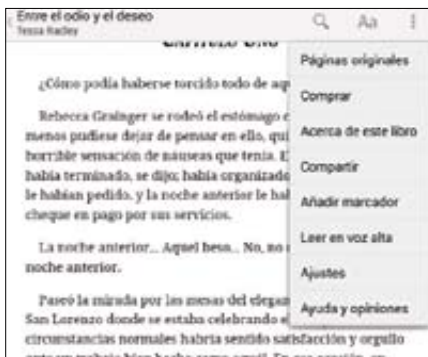 Entre el odio y el deseo
Tessa Radley
Aa
CAPÍTULO UNO
¿Cómo podía haberse torcido todo de
Rebecca Grainger se rodeó el estómago
menos pudiese dejar de pensar en ello,
horrible sensación de náuseas que tenía.
había terminado, se dijo; había organizado
le habían pedido, y la noche anterior le
cheque en pago por sus servicios.
La noche anterior... Aquel beso... No, no
noche anterior.
Paseó la mirada por las mesas del
San Lorenzo donde se estaba celebrando
circunstancias normales habría sentido satisfacción y orgullo
Páginas originales
Comprar
Acerca de este libro
Compartir
Añadir marcador
Leer en voz alta
Ajustes
Ayuda y opiniones